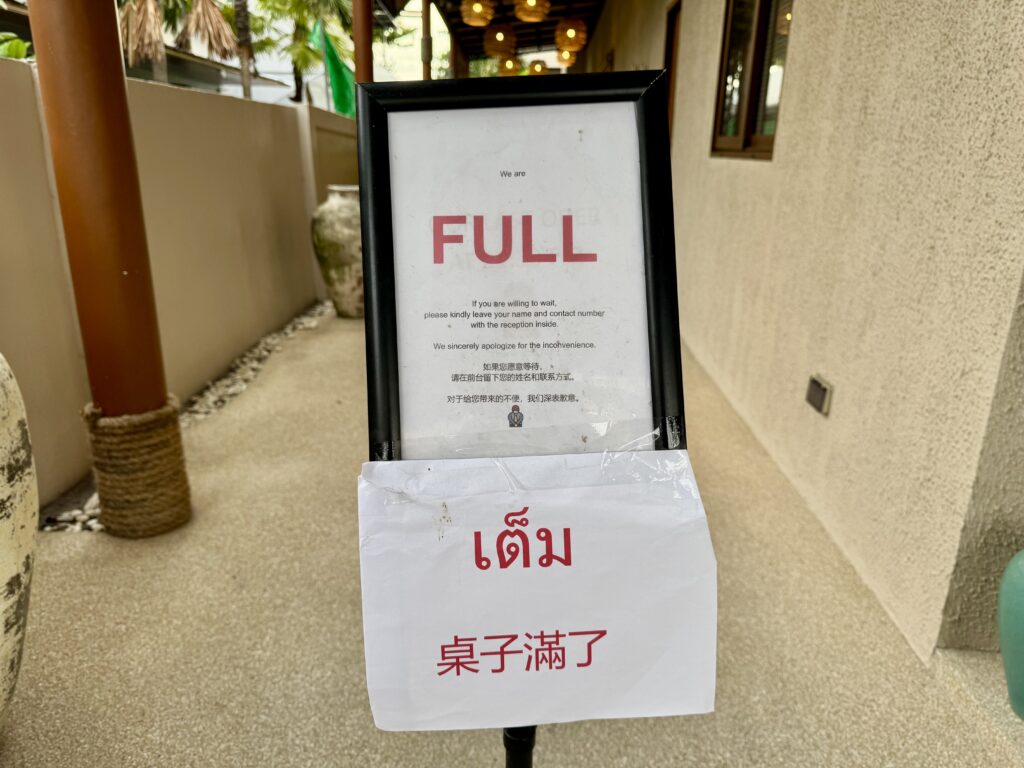 We are
FULL
If you are willing to wait,
please kindly leave your name and contact number
with the reception inside.
We sincerely apologize for the inconvenience.
如果您愿意等待，
请在前台留下您的姓名和联系方式。
对于给您带来的不便，我们深表歉意。
เต็ม
桌子滿了